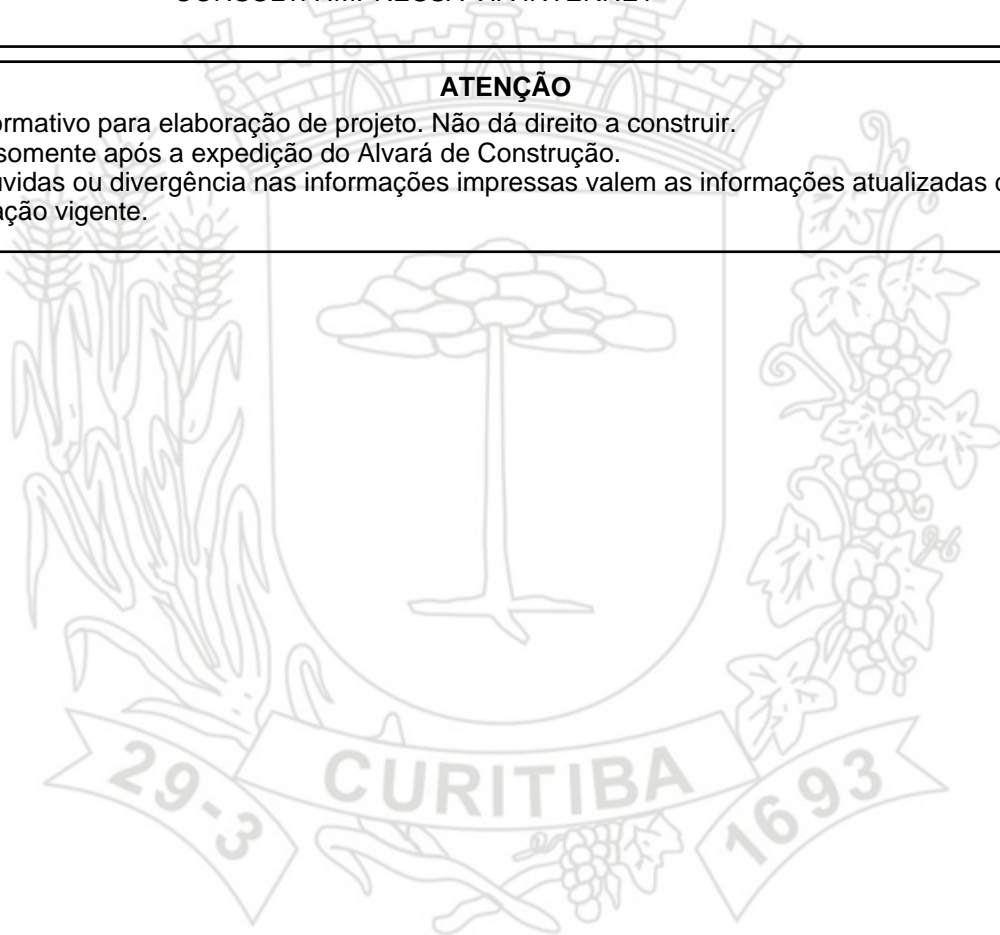 ATENÇÃO
ormativo para elaboração de projeto. Não dá direito a construir.
somente após a expedição do Alvará de Construção.
vidas ou divergência nas informações impressas valem as informações atualizadas
ação vigente.
29-3 CURITIBA 1693